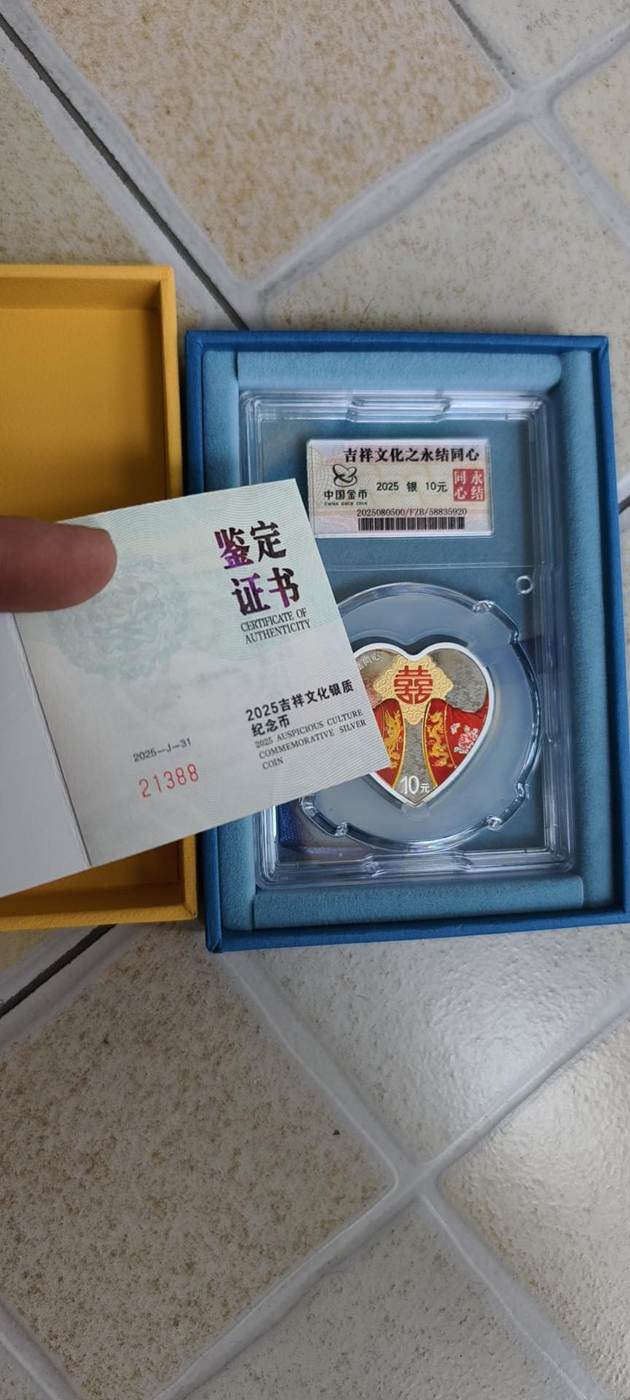 吉祥文化之永结同心
中国金币
CHINA GOLD COIN
2025 银 10元
永结
同心
2025080500/FZB/58835920
鉴定
证书
CERTIFICATE OF
AUTHENTICITY
2025吉祥文化银质
纪念币
2025 AUSPICIOUS CULTURE
COMMEMORATIVE SILVER
COIN
2025—J—31
21388
囍
10元